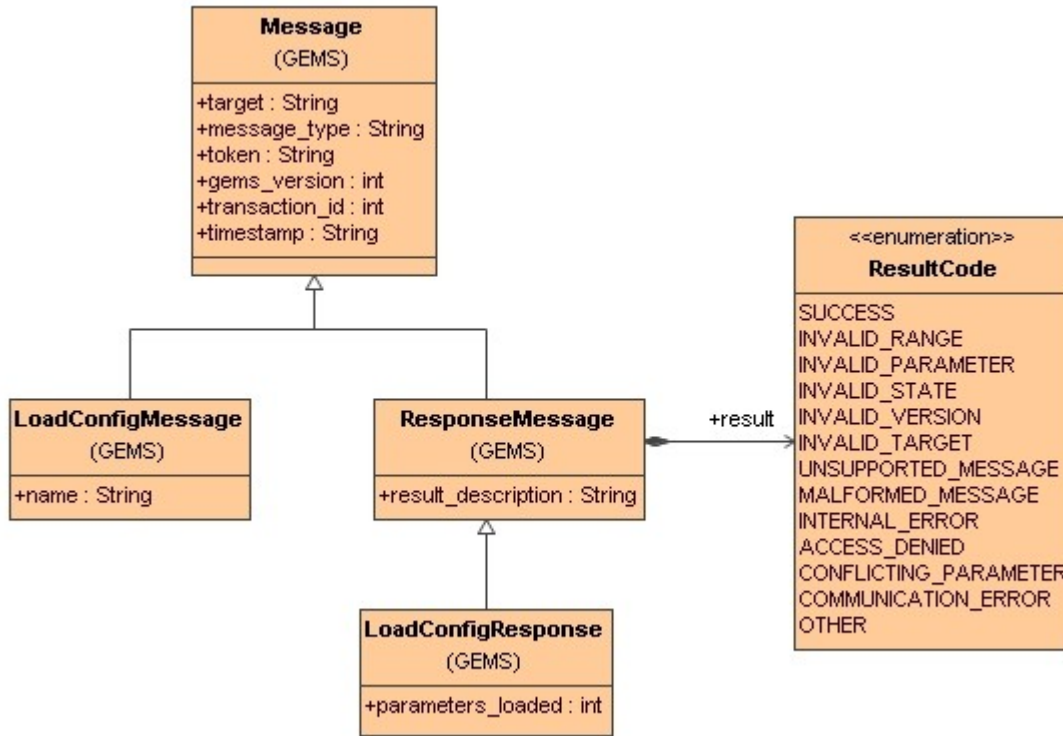 Message
(GEMS)
+target : String
+message_type : String
+token : String
+gems_version : int
+transaction_id : int
+timestamp : String
<<enumeration>>
ResultCode
SUCCESS
INVALID_RANGE
INVALID_PARAMETER
INVALID_STATE
INVALID_VERSION
INVALID_TARGET
UNSUPPORTED_MESSAGE
MALFORMED_MESSAGE
INTERNAL_ERROR
ACCESS_DENIED
CONFLICTING_PARAMETER
COMMUNICATION_ERROR
OTHER
LoadConfigMessage
(GEMS)
+name : String
ResponseMessage
(GEMS)
+result_description : String
+result
LoadConfigResponse
(GEMS)
+parameters_loaded : int